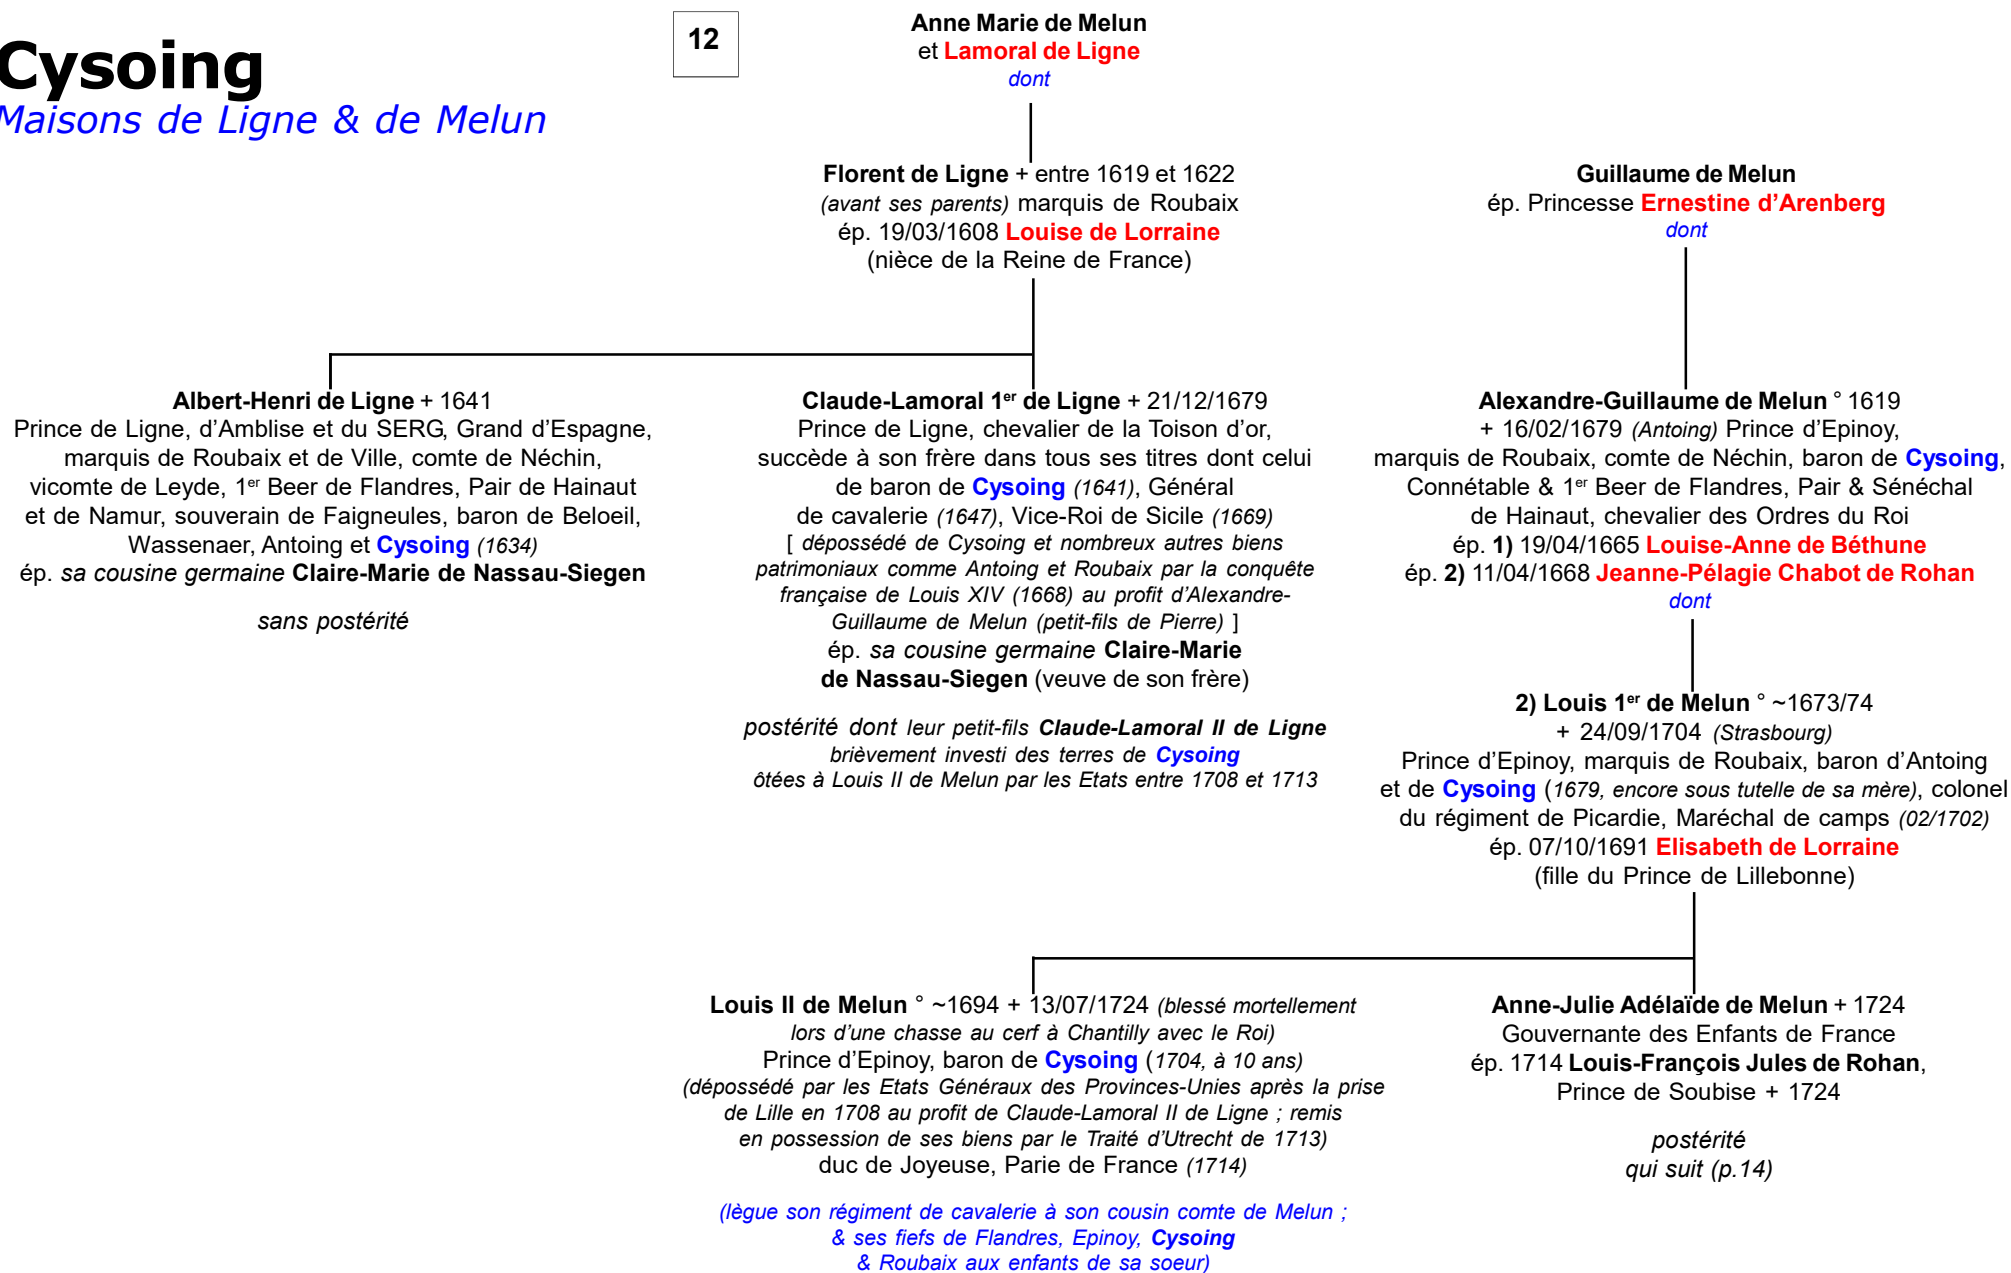 Cysoing
Maisons de Ligne & de Melun
12
Anne Marie de Melun
et Lamoral de Ligne
dont
Florent de Ligne + entre 1619 et 1622
(avant ses parents) marquis de Roubaix
ép. 19/03/1608 Louise de Lorraine
(nièce de la Reine de France)
Guillaume de Melun
ép. Princesse Ernestine d’Arenberg
dont
Albert-Henri de Ligne + 1641
Prince de Ligne, d’Amblise et du SERG, Grand d’Espagne,
marquis de Roubaix et de Ville, comte de Néchin,
vicomte de Leyde, 1er Beer de Flandres, Pair de Hainaut
et de Namur, souverain de Faigneules, baron de Beloeil,
Wassenaer, Antoing et Cysoing (1634)
ép. sa cousine germaine Claire-Marie de Nassau-Siegen
sans postérité
Claude-Lamoral 1er de Ligne + 21/12/1679
Prince de Ligne, chevalier de la Toison d’or,
succède à son frère dans tous ses titres dont celui
de baron de Cysoing (1641), Général
de cavalerie (1647), Vice-Roi de Sicile (1669)
[ dépossédé de Cysoing et nombreux autres biens
patrimoniaux comme Antoing et Roubaix par la conquête
française de Louis XIV (1668) au profit d’Alexandre-
Guillaume de Melun (petit-fils de Pierre) ]
ép. sa cousine germaine Claire-Marie
de Nassau-Siegen (veuve de son frère)
postérité dont leur petit-fils Claude-Lamoral II de Ligne
brièvement investi des terres de Cysoing
ôtées à Louis II de Melun par les Etats entre 1708 et 1713
Alexandre-Guillaume de Melun ° 1619
+ 16/02/1679 (Antoing) Prince d’Epinoy,
marquis de Roubaix, comte de Néchin, baron de Cysoing,
Connétable & 1er Beer de Flandres, Pair & Sénéchal
de Hainaut, chevalier des Ordres du Roi
ép. 1) 19/04/1665 Louise-Anne de Béthune
ép. 2) 11/04/1668 Jeanne-Pélagie Chabot de Rohan
dont
2) Louis 1er de Melun ° ~1673/74
+ 24/09/1704 (Strasbourg)
Prince d’Epinoy, marquis de Roubaix, baron d’Antoing
et de Cysoing (1679, encore sous tutelle de sa mère), colonel
du régiment de Picardie, Maréchal de camps (02/1702)
ép. 07/10/1691 Elisabeth de Lorraine
(fille du Prince de Lillebonne)
Louis II de Melun ° ~1694 + 13/07/1724 (blessé mortellement
lors d’une chasse au cerf à Chantilly avec le Roi)
Prince d’Epinoy, baron de Cysoing (1704, à 10 ans)
(dépossédé par les Etats Généraux des Provinces-Unies après la prise
de Lille en 1708 au profit de Claude-Lamoral II de Ligne ; remis
en possession de ses biens par le Traité d’Utrecht de 1713)
duc de Joyeuse, Parie de France (1714)
(lègue son régiment de cavalerie à son cousin comte de Melun ;
& ses fiefs de Flandres, Epinoy, Cysoing
& Roubaix aux enfants de sa soeur)
Anne-Julie Adélaïde de Melun + 1724
Gouvernante des Enfants de France
ép. 1714 Louis-François Jules de Rohan,
Prince de Soubise + 1724
postérité
qui suit (p.14)